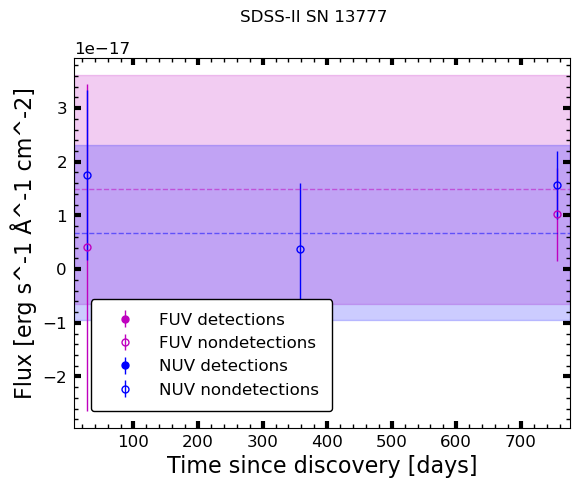 SDSS-II SN 13777
1e−17
3
2
1
0
−1
−2
Flux [erg s^-1 Å^-1 cm^-2]
FUV detections
FUV nondetections
NUV detections
NUV nondetections
100 200 300 400 500 600 700
Time since discovery [days]